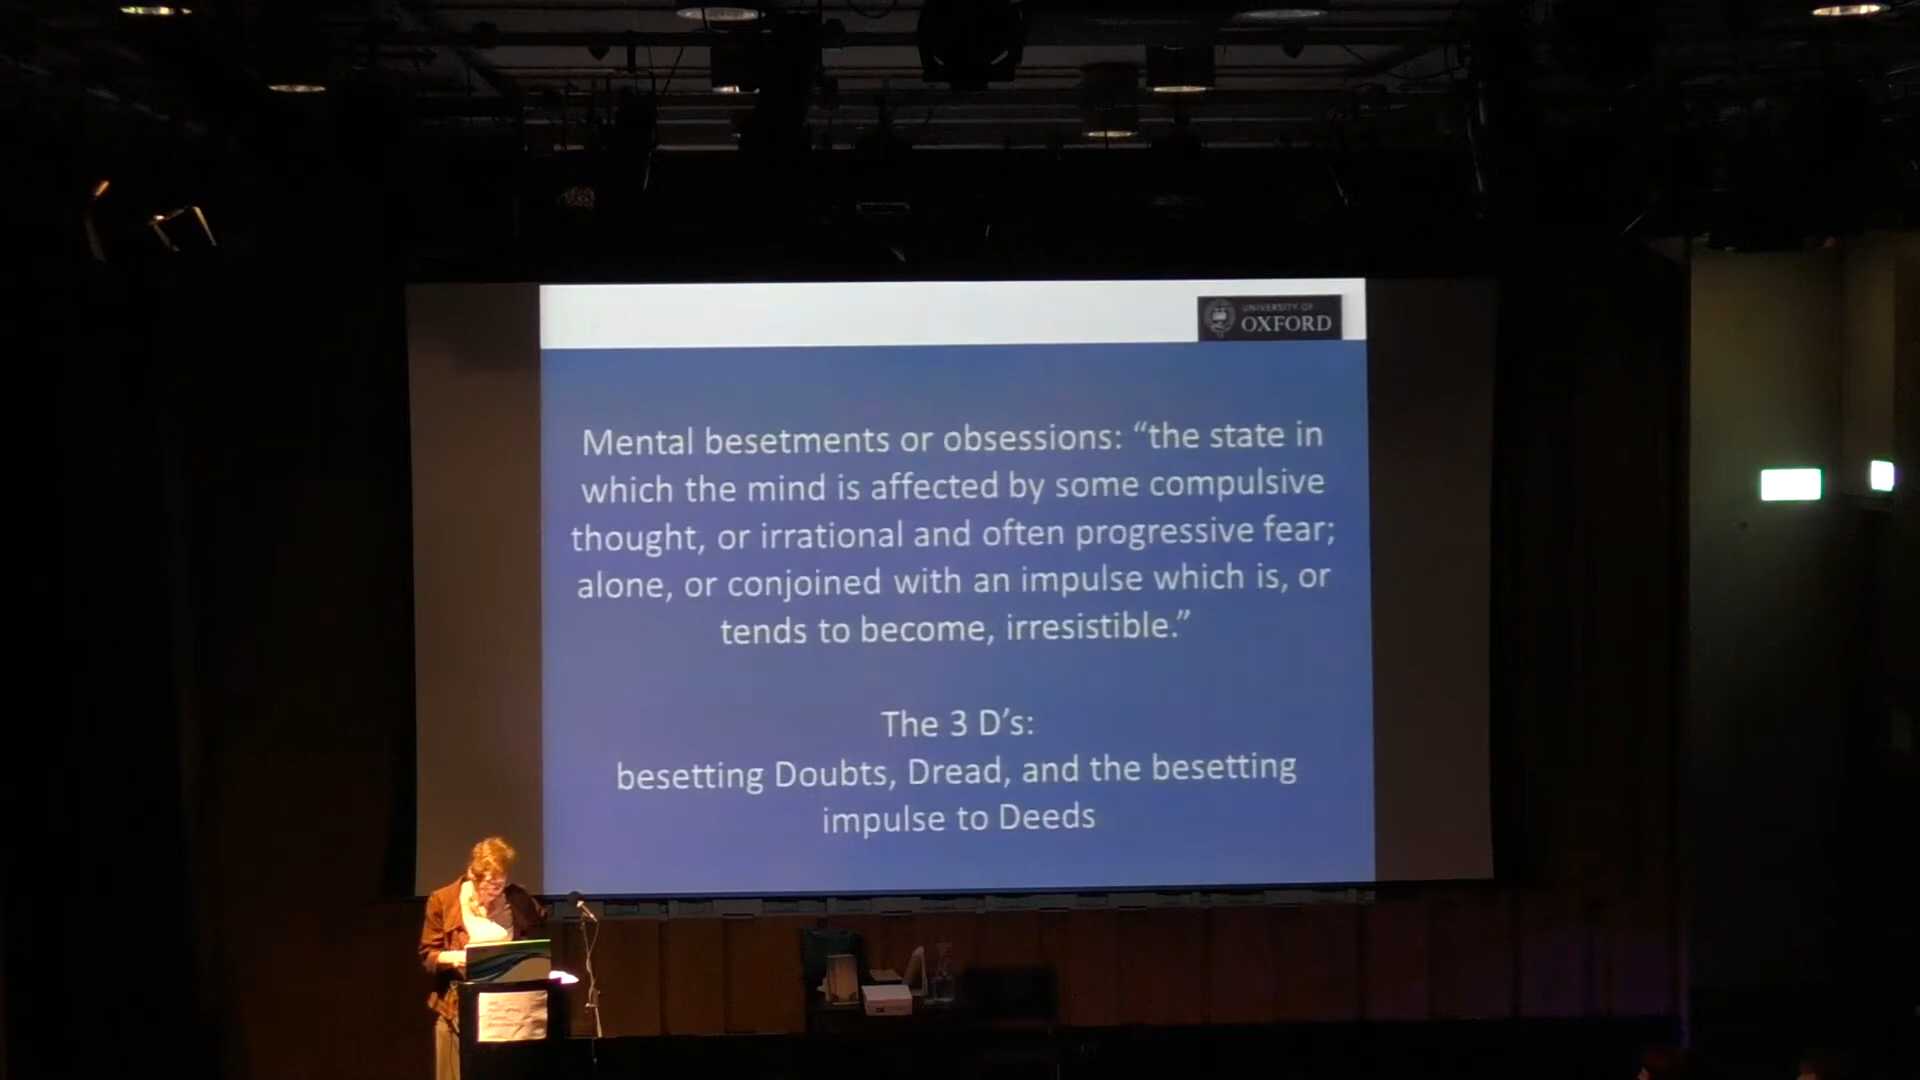 UNIVERSITY OF
OXFORD
Mental besetments or obsessions: “the state in
which the mind is affected by some compulsive
thought, or irrational and often progressive fear;
alone, or conjoined with an impulse which is, or
tends to become, irresistible.”
The 3 D’s:
besetting Doubts, Dread, and the besetting
impulse to Deeds